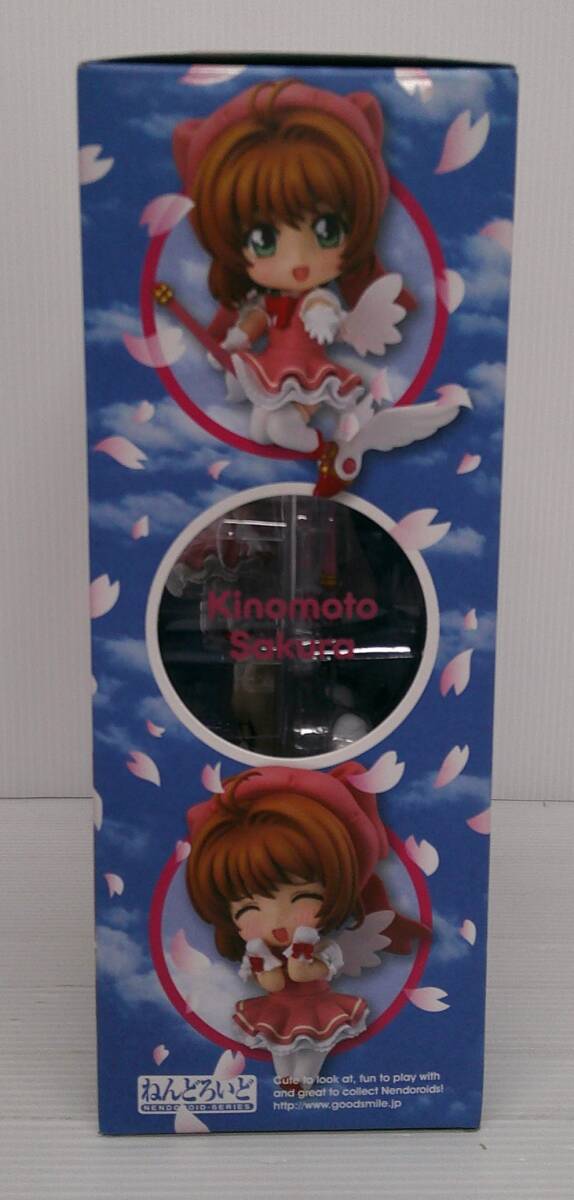 Kinomoto
Sakura
ねんどろいど
NENDOROID-SERIES
Cute to look at, fun to play with
and great to collect Nendoroids!
http://www.goodsmile.jp